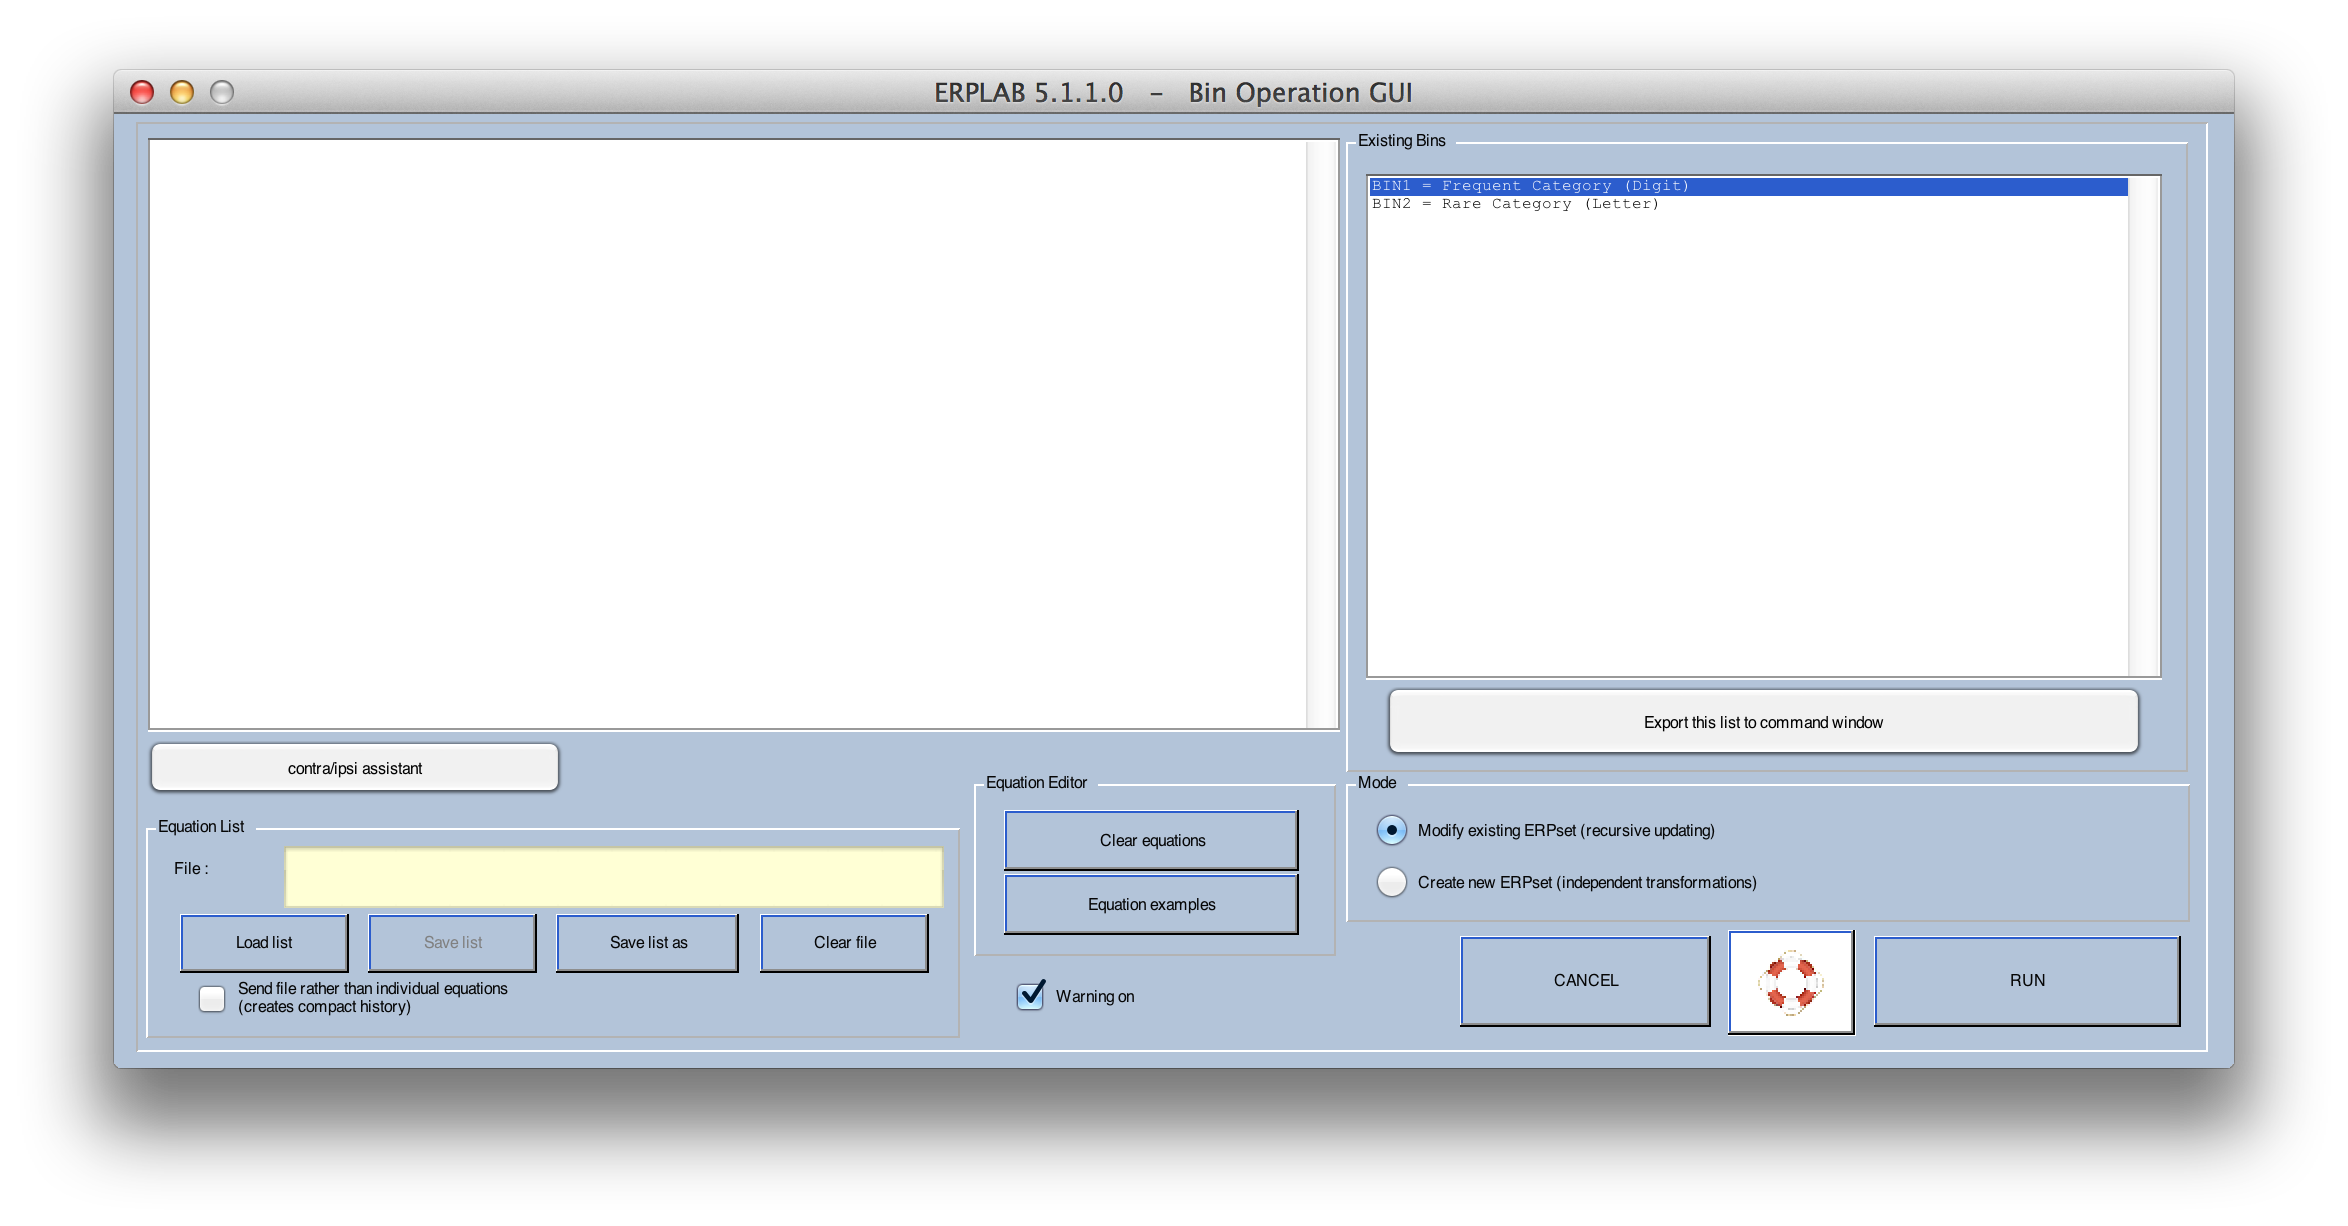 ERPLAB 5.1.1.0 - Bin Operation GUI
Existing Bins
BIN1 = Frequent Category (Digit)
BIN2 = Rare Category (Letter)
Export this list to command window
contra/ipsi assistant
Equation List
File :
Load list
Save list
Save list as
Clear file
Send file rather than individual equations
(creates compact history)
Equation Editor
Clear equations
Equation examples
Warning on
Mode
Modify existing ERPset (recursive updating)
Create new ERPset (independent transformations)
CANCEL
RUN